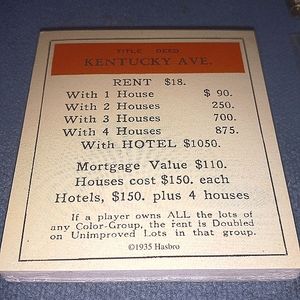 TITLE DEED
KENTUCKY AVE.
RENT $18.
With 1 House $ 90.
With 2 Houses 250.
With 3 Houses 700.
With 4 Houses 875.
With HOTEL $1050.
Mortgage Value $110.
Houses cost $150. each
Hotels, $150. plus 4 houses
If a player owns ALL the lots of
any Color-Group, the rent is Doubled
on Unimproved Lots in that group.
©1935 Hasbro